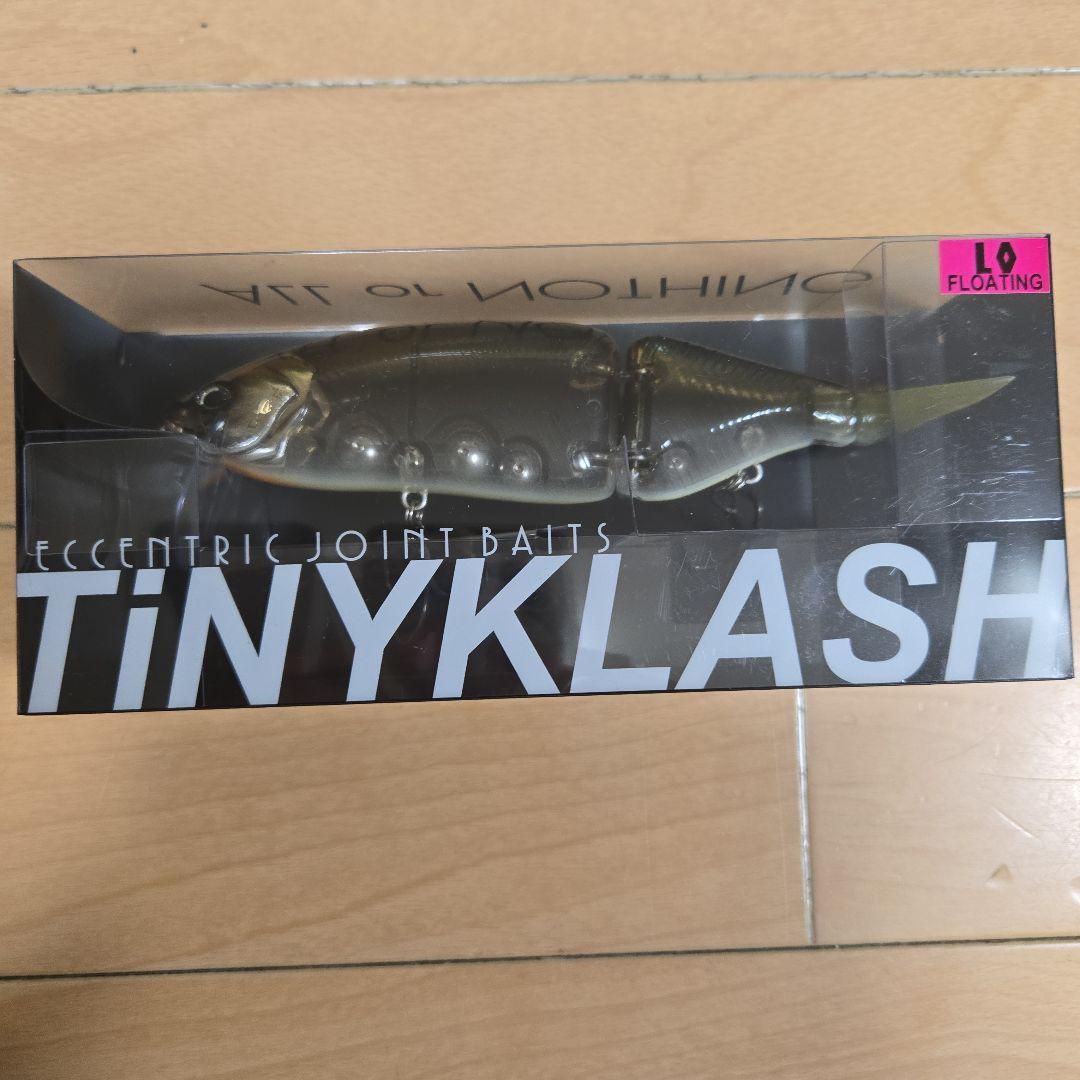 ALL or NOTHING
LO
FLOATING
ECCENTRIC JOINT BAITS
TiNYKLASH